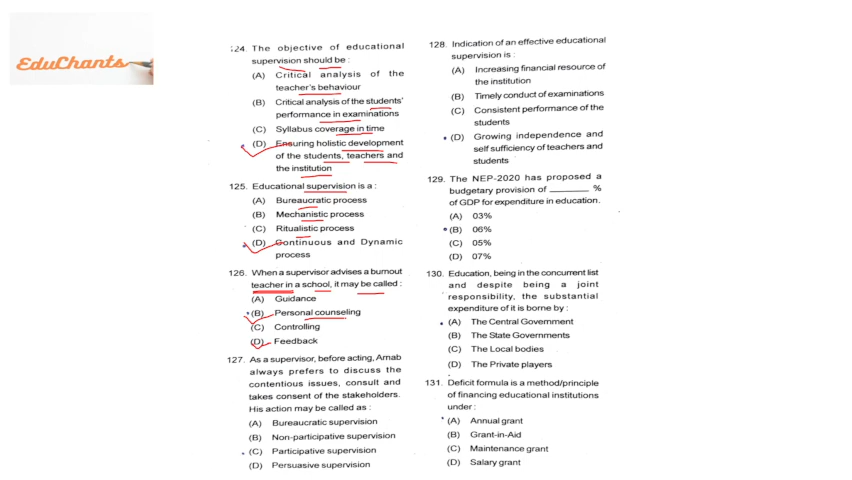 EduChants
124. The objective of educational
supervision should be :
(A) Critical analysis of the
teacher's behaviour
(B) Critical analysis of the students'
performance in examinations
(C) Syllabus coverage in time
(D) Ensuring holistic development
of the students, teachers and
the institution
125. Educational supervision is a :
(A) Bureaucratic process
(B) Mechanistic process
(C) Ritualistic process
(D) Continuous and Dynamic
process
126. When a supervisor advises a burnout
teacher in a school, it may be called :
(A) Guidance
(B) Personal counseling
(C) Controlling
(D) Feedback
127. As a supervisor, before acting, Arnab
always prefers to discuss the
contentious issues, consult and
takes consent of the stakeholders.
His action may be called as :
(A) Bureaucratic supervision
(B) Non-participative supervision
(C) Participative supervision
(D) Persuasive supervision
128. Indication of an effective educational
supervision is :
(A) Increasing financial resource of
the institution
(B) Timely conduct of examinations
(C) Consistent performance of the
students
(D) Growing independence and
self sufficiency of teachers and
students
129. The NEP-2020 has proposed a
budgetary provision of ________ %
of GDP for expenditure in education.
(A) 03%
(B) 06%
(C) 05%
(D) 07%
130. Education, being in the concurrent list
and despite being a joint
responsibility, the substantial
expenditure of it is borne by :
(A) The Central Government
(B) The State Governments
(C) The Local bodies
(D) The Private players
131. Deficit formula is a method/principle
of financing educational institutions
under :
(A) Annual grant
(B) Grant-in-Aid
(C) Maintenance grant
(D) Salary grant